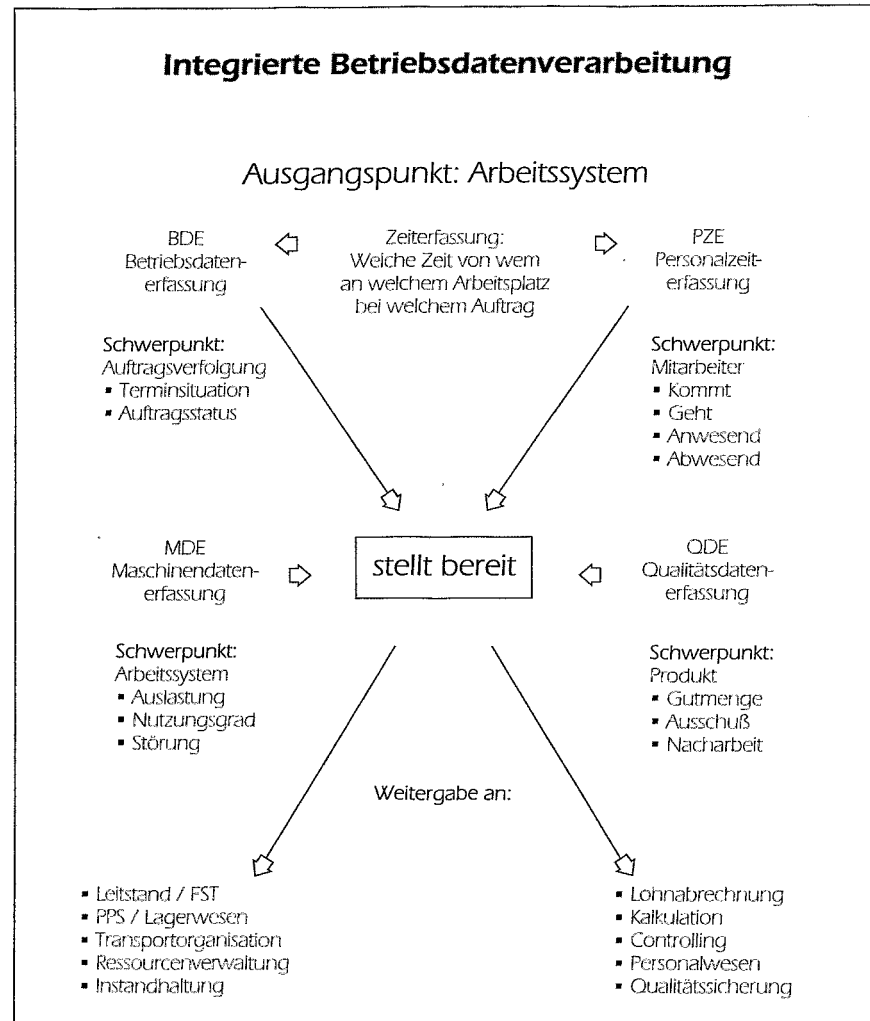 Integrierte Betriebsdatenverarbeitung
Ausgangspunkt: Arbeitssystem
BDE
Betriebsdaten-
erfassung
Zeiterfassung:
Welche Zeit von wem
an welchem Arbeitsplatz
bei welchem Auftrag
PZE
Personalzeit-
erfassung
Schwerpunkt:
Auftragsverfolgung
▪ Terminsituation
▪ Auftragsstatus
Schwerpunkt:
Mitarbeiter
▪ Kommt
▪ Geht
▪ Anwesend
▪ Abwesend
MDE
Maschinendaten-
erfassung
stellt bereit
QDE
Qualitätsdaten-
erfassung
Schwerpunkt:
Arbeitssystem
▪ Auslastung
▪ Nutzungsgrad
▪ Störung
Schwerpunkt:
Produkt
▪ Gutmenge
▪ Ausschuß
▪ Nacharbeit
Weitergabe an:
▪ Leitstand / FST
▪ PPS / Lagerwesen
▪ Transportorganisation
▪ Ressourcenverwaltung
▪ Instandhaltung
▪ Lohnabrechnung
▪ Kalkulation
▪ Controlling
▪ Personalwesen
▪ Qualitätssicherung